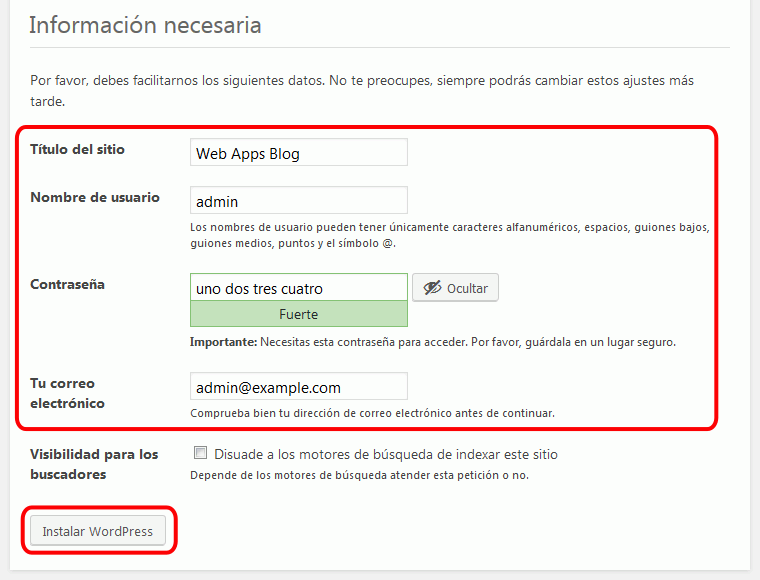 Información necesaria
Por favor, debes facilitarnos los siguientes datos. No te preocupes, siempre podrás cambiar estos ajustes más
tarde.
Título del sitio
Web Apps Blog
Nombre de usuario
admin
Los nombres de usuario pueden tener únicamente caracteres alfanuméricos, espacios, guiones bajos,
guiones medios, puntos y el símbolo @.
Contraseña
uno dos tres cuatro
Ocultar
Fuerte
Importante: Necesitas esta contraseña para acceder. Por favor, guárdala en un lugar seguro.
Tu correo
electrónico
admin@example.com
Comprueba bien tu dirección de correo electrónico antes de continuar.
Visibilidad para los
buscadores
Disuade a los motores de búsqueda de indexar este sitio
Depende de los motores de búsqueda atender esta petición o no.
Instalar WordPress